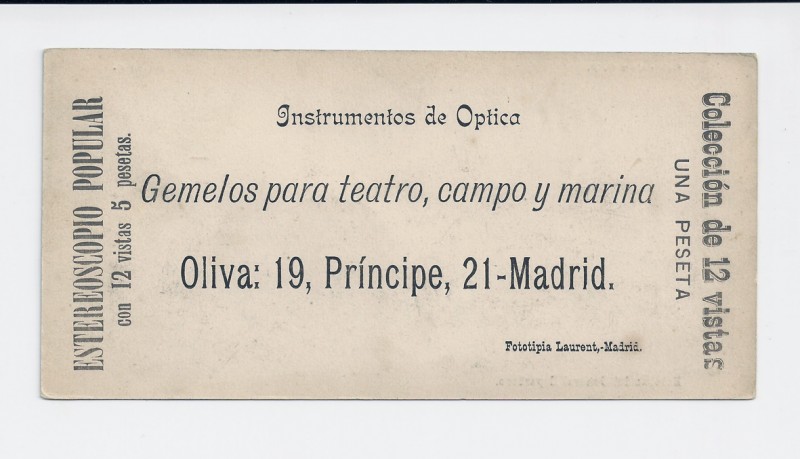 ESTEREOSCOPIO POPULAR
con 12 vistas 5 pesetas.
Instrumentos de Optica
Gemelos para teatro, campo y marina
Oliva: 19, Príncipe, 21-Madrid.
Fototipia Laurent,-Madrid.
Colección de 12 vistas
UNA PESETA